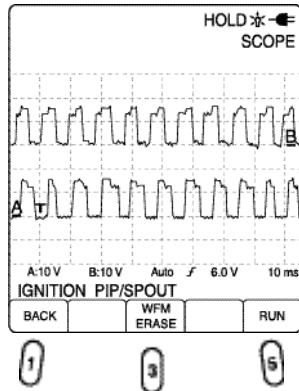 HOLD
SCOPE
B
A T
A:10 V B:10 V Auto 6.0 V 10 ms
IGNITION PIP/SPOUT
BACK WFM ERASE RUN
1 3 5